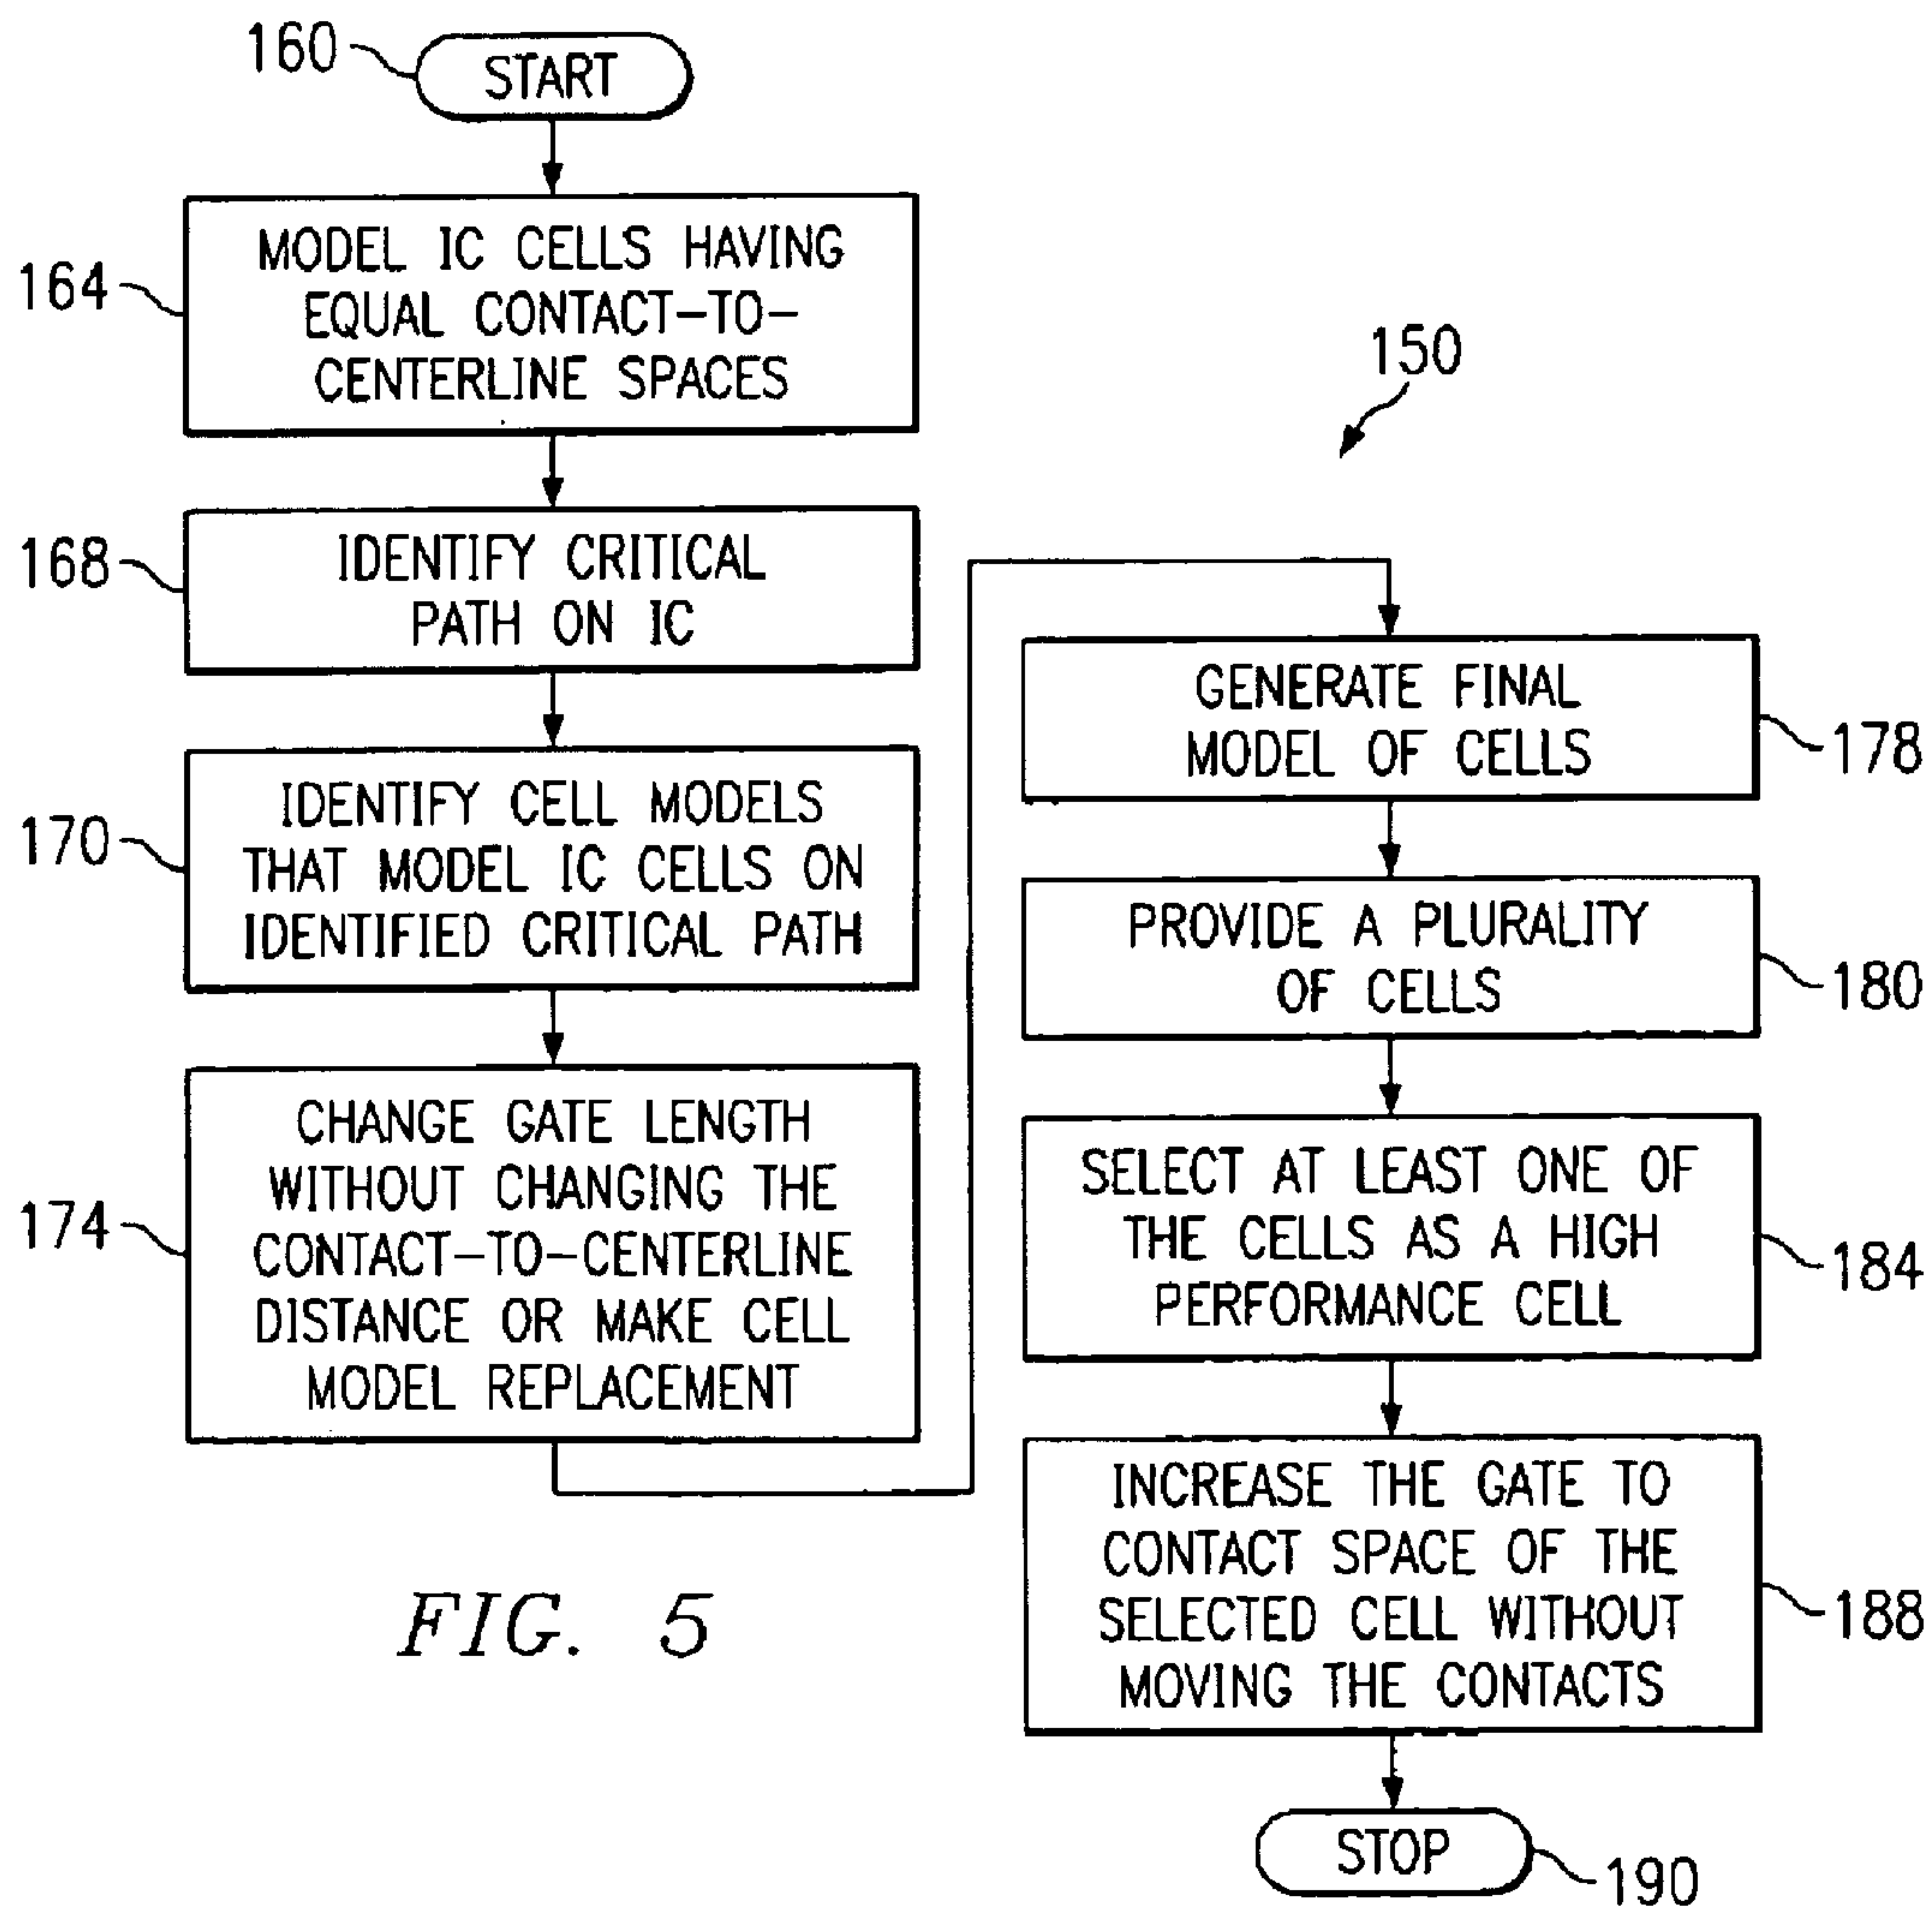 160
START
164
MODEL IC CELLS HAVING
EQUAL CONTACT-TO-
CENTERLINE SPACES
168
IDENTIFY CRITICAL
PATH ON IC
170
IDENTIFY CELL MODELS
THAT MODEL IC CELLS ON
IDENTIFIED CRITICAL PATH
174
CHANGE GATE LENGTH
WITHOUT CHANGING THE
CONTACT-TO-CENTERLINE
DISTANCE OR MAKE CELL
MODEL REPLACEMENT
150
GENERATE FINAL
MODEL OF CELLS
178
PROVIDE A PLURALITY
OF CELLS
180
SELECT AT LEAST ONE OF
THE CELLS AS A HIGH
PERFORMANCE CELL
184
INCREASE THE GATE TO
CONTACT SPACE OF THE
SELECTED CELL WITHOUT
MOVING THE CONTACTS
188
STOP
190
FIG. 5